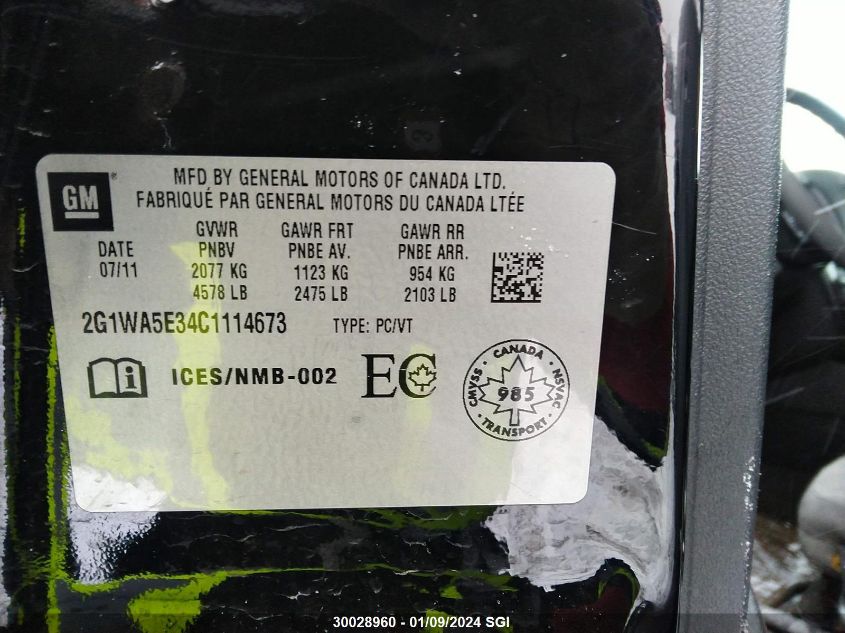 GM
MFD BY GENERAL MOTORS OF CANADA LTD.
FABRIQUÉ PAR GENERAL MOTORS DU CANADA LTÉE
DATE
07/11
GVWR
PNBV
2077 KG
4578 LB
GAWR FRT
PNBE AV.
1123 KG
2475 LB
GAWR RR
PNBE ARR.
954 KG
2103 LB
2G1WA5E34C1114673 TYPE: PC/VT
ICES/NMB-002
EC
CANADA
CMVSS
985
NSVAC
TRANSPORT
30028960 - 01/09/2024 SGI